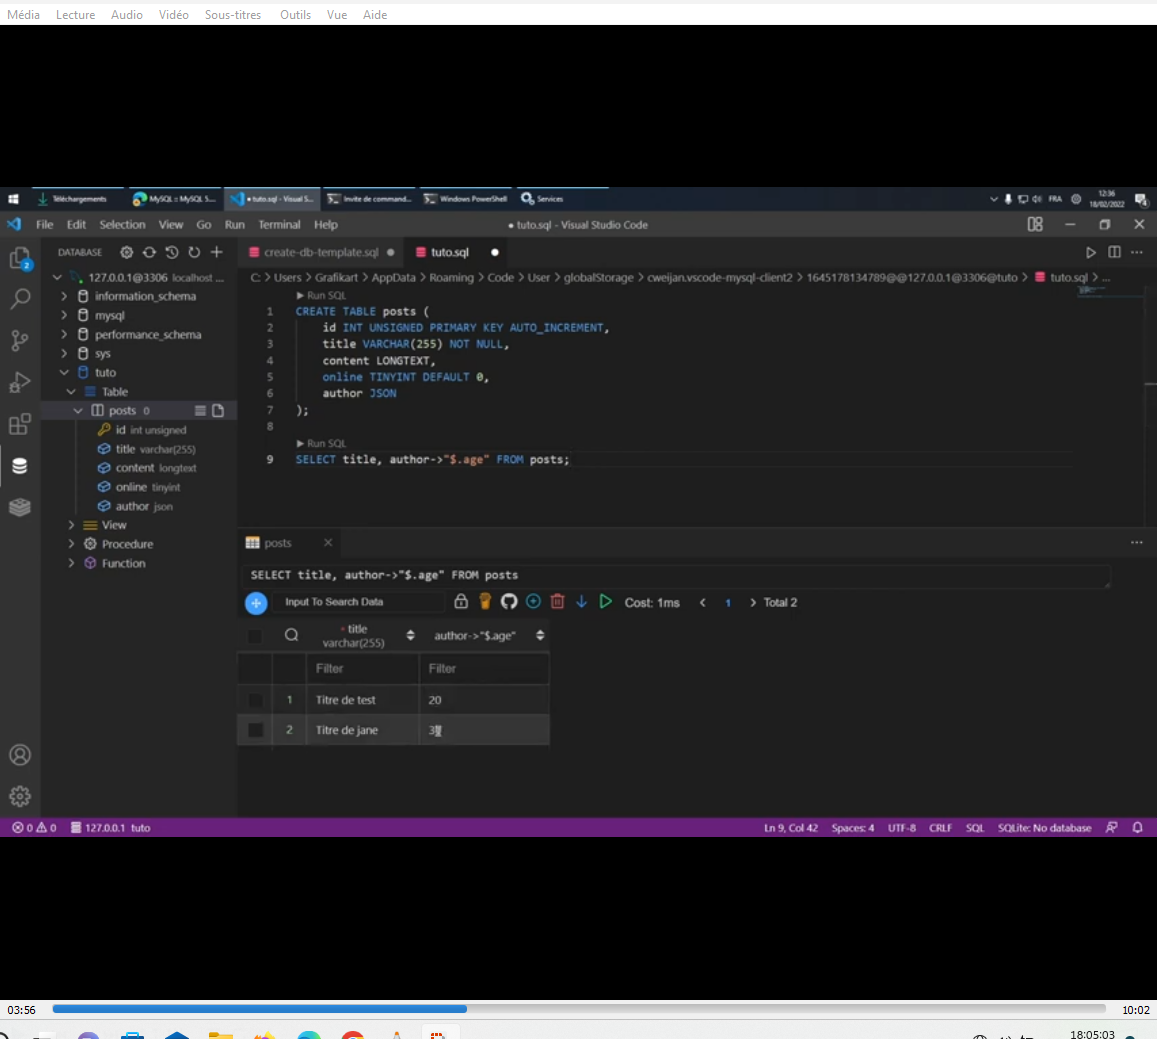 Média Lecture Audio Vidéo Sous-titres Outils Vue Aide
Téléchargements MySQL :: MySQL S... • tuto.sql - Visual S... Invite de command... Windows PowerShell Services FRA 12:36
18/02/2022
File Edit Selection View Go Run Terminal Help • tuto.sql - Visual Studio Code
DATABASE create-db-template.sql tuto.sql
127.0.0.1@3306 localhost ... C: > Users > Grafikart > AppData > Roaming > Code > User > globalStorage > cweijan.vscode-mysql-client2 > 1645178134789@@127.0.0.1@3306@tuto > tuto.sql > ...
2
information_schema
mysql
performance_schema
sys
tuto
Table
posts 0
id int unsigned
title varchar(255)
content longtext
online tinyint
author json
View
Procedure
Function
Run SQL
1 CREATE TABLE posts (
2 id INT UNSIGNED PRIMARY KEY AUTO_INCREMENT,
3 title VARCHAR(255) NOT NULL,
4 content LONGTEXT,
5 online TINYINT DEFAULT 0,
6 author JSON
7 );
8
Run SQL
9 SELECT title, author->"$.age" FROM posts;
posts
SELECT title, author->"$.age" FROM posts
Input To Search Data Cost: 1ms < 1 > Total 2
* title
varchar(255) author->"$.age"
Filter Filter
1 Titre de test 20
2 Titre de jane
0 0 127.0.0.1 tuto Ln 9, Col 42 Spaces: 4 UTF-8 CRLF SQL SQLite: No database
03:56 10:02
18:05:03